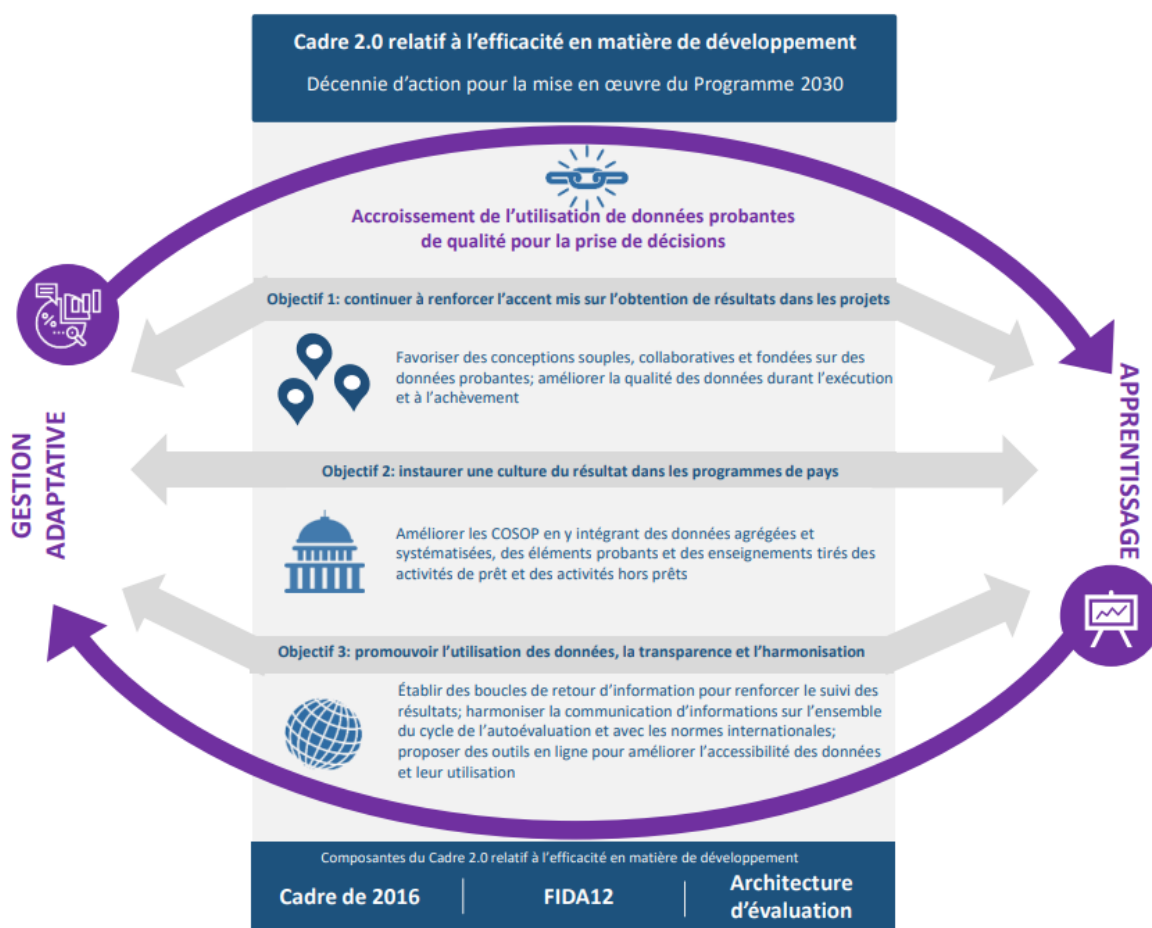 Cadre 2.0 relatif à l’efficacité en matière de développement
Décennie d’action pour la mise en œuvre du Programme 2030
Accroissement de l’utilisation de données probantes
de qualité pour la prise de décisions
Objectif 1: continuer à renforcer l’accent mis sur l’obtention de résultats dans les projets
%
Favoriser des conceptions souples, collaboratives et fondées sur des
données probantes; améliorer la qualité des données durant l’exécution
et à l’achèvement
GESTION
ADAPTATIVE
APPRENTISSAGE
Objectif 2: instaurer une culture du résultat dans les programmes de pays
Améliorer les COSOP en y intégrant des données agrégées et
systématisées, des éléments probants et des enseignements tirés des
activités de prêt et des activités hors prêts
Objectif 3: promouvoir l’utilisation des données, la transparence et l’harmonisation
Établir des boucles de retour d’information pour renforcer le suivi des
résultats; harmoniser la communication d’informations sur l’ensemble
du cycle de l’autoévaluation et avec les normes internationales;
proposer des outils en ligne pour améliorer l’accessibilité des données
et leur utilisation
Composantes du Cadre 2.0 relatif à l’efficacité en matière de développement
Cadre de 2016
FIDA12
Architecture
d’évaluation